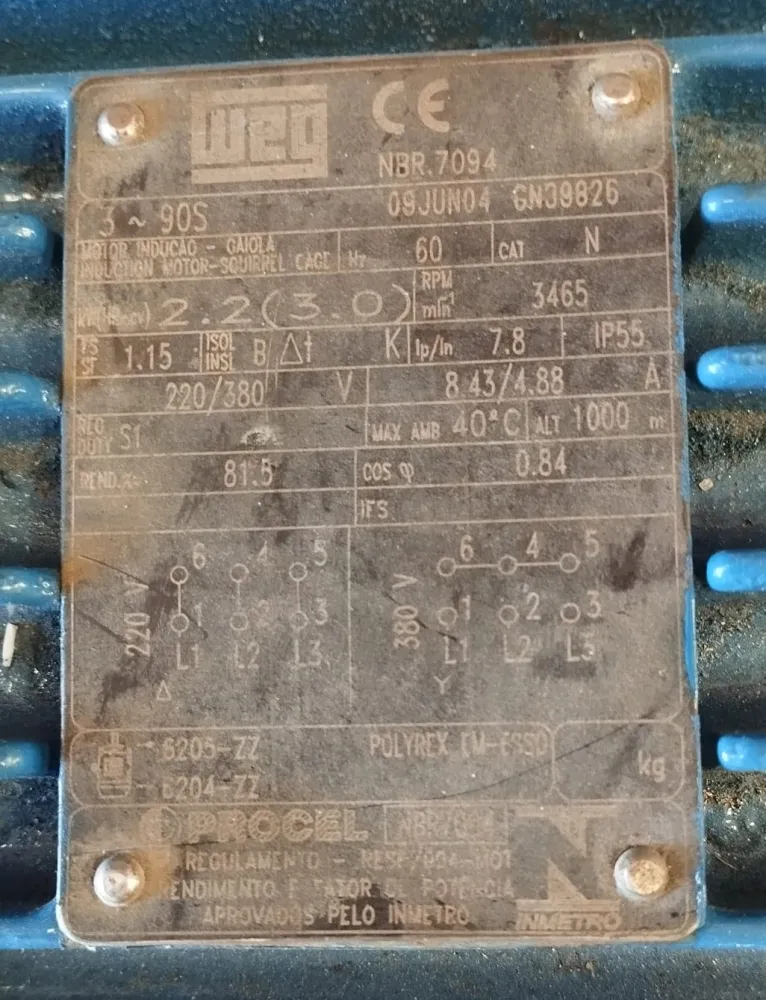 WEG CE
NBR.7094
3 ~ 90S 09JUN04 GN39826
MOTOR INDUCAO - GAIOLA
INDUCTION MOTOR-SQUIRREL CAGE Hz 60 CAT N
2.2(3.0) RPM min⁻¹ 3465
FS SF 1.15 ISOL INSL B Δt K Ip/In 7.8 IP55
220/380 V 8.43/4.88 A
REG DUTY S1 MAX AMB 40°C ALT 1000 m
REND.% 81.5 COS φ 0.84
IFS
6 4 5 6 4 5
220 V 1 2 3 380 V 1 2 3
L1 L2 L3 L1 L2 L3
Δ Y
6205-ZZ POLYREX EM-ESSO kg
6204-ZZ
PROCEL
REGULAMENTO -
RENDIMENTO E FATOR DE POTENCIA
APROVADOS PELO INMETRO INMETRO